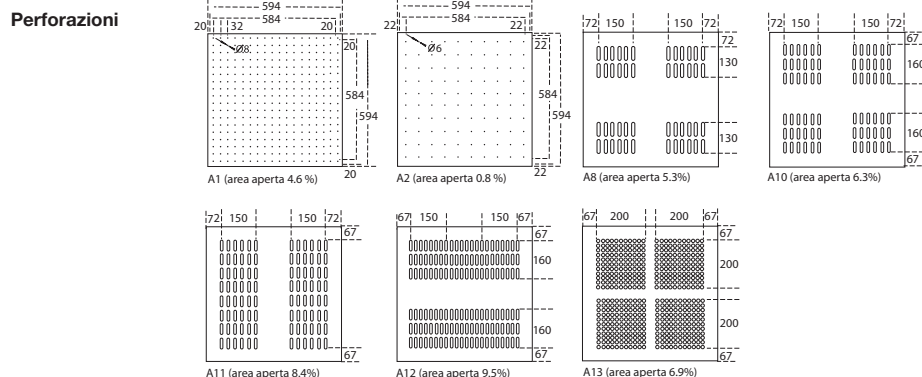 Perforazioni
594
584
20 32 20
Ø8
20
584
594
20
A1 (area aperta 4.6 %)
594
584
22 22
Ø6
22
584
594
22
A2 (area aperta 0.8 %)
72 150 150 72
72
130
130
A8 (area aperta 5.3%)
72 150 150 72
67
160
160
67
A10 (area aperta 6.3%)
72 150 150 72
67
67
A11 (area aperta 8.4%)
67 150 150 67
67
160
160
67
A12 (area aperta 9.5%)
67 200 200 67
67
200
200
67
A13 (area aperta 6.9%)